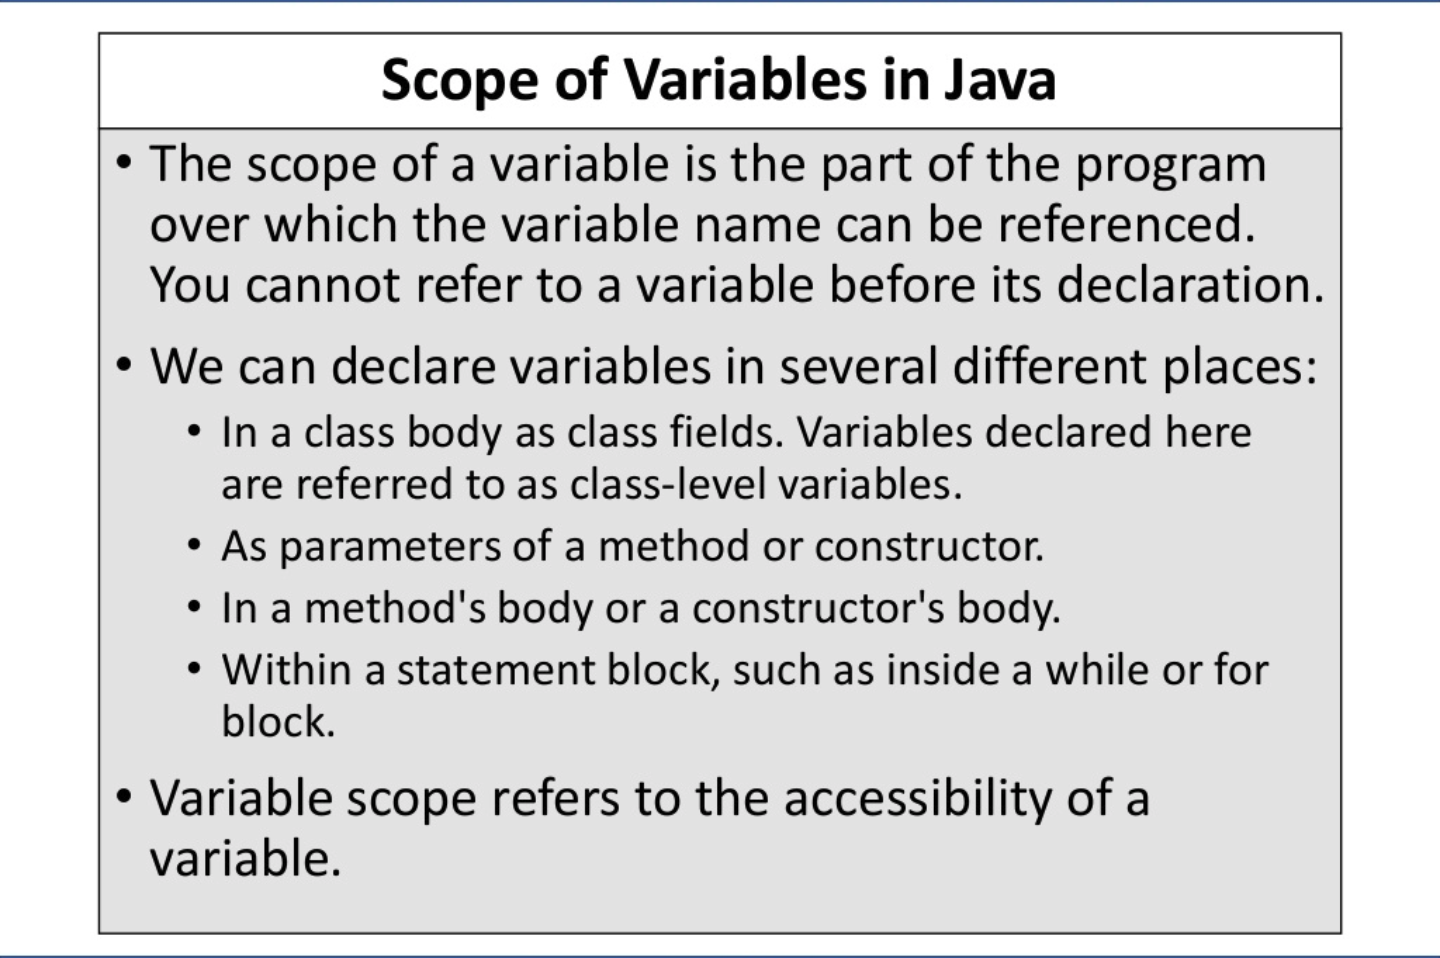 Scope of Variables in Java
• The scope of a variable is the part of the program
over which the variable name can be referenced.
You cannot refer to a variable before its declaration.
• We can declare variables in several different places:
• In a class body as class fields. Variables declared here
are referred to as class-level variables.
• As parameters of a method or constructor.
• In a method's body or a constructor's body.
• Within a statement block, such as inside a while or for
block.
• Variable scope refers to the accessibility of a
variable.